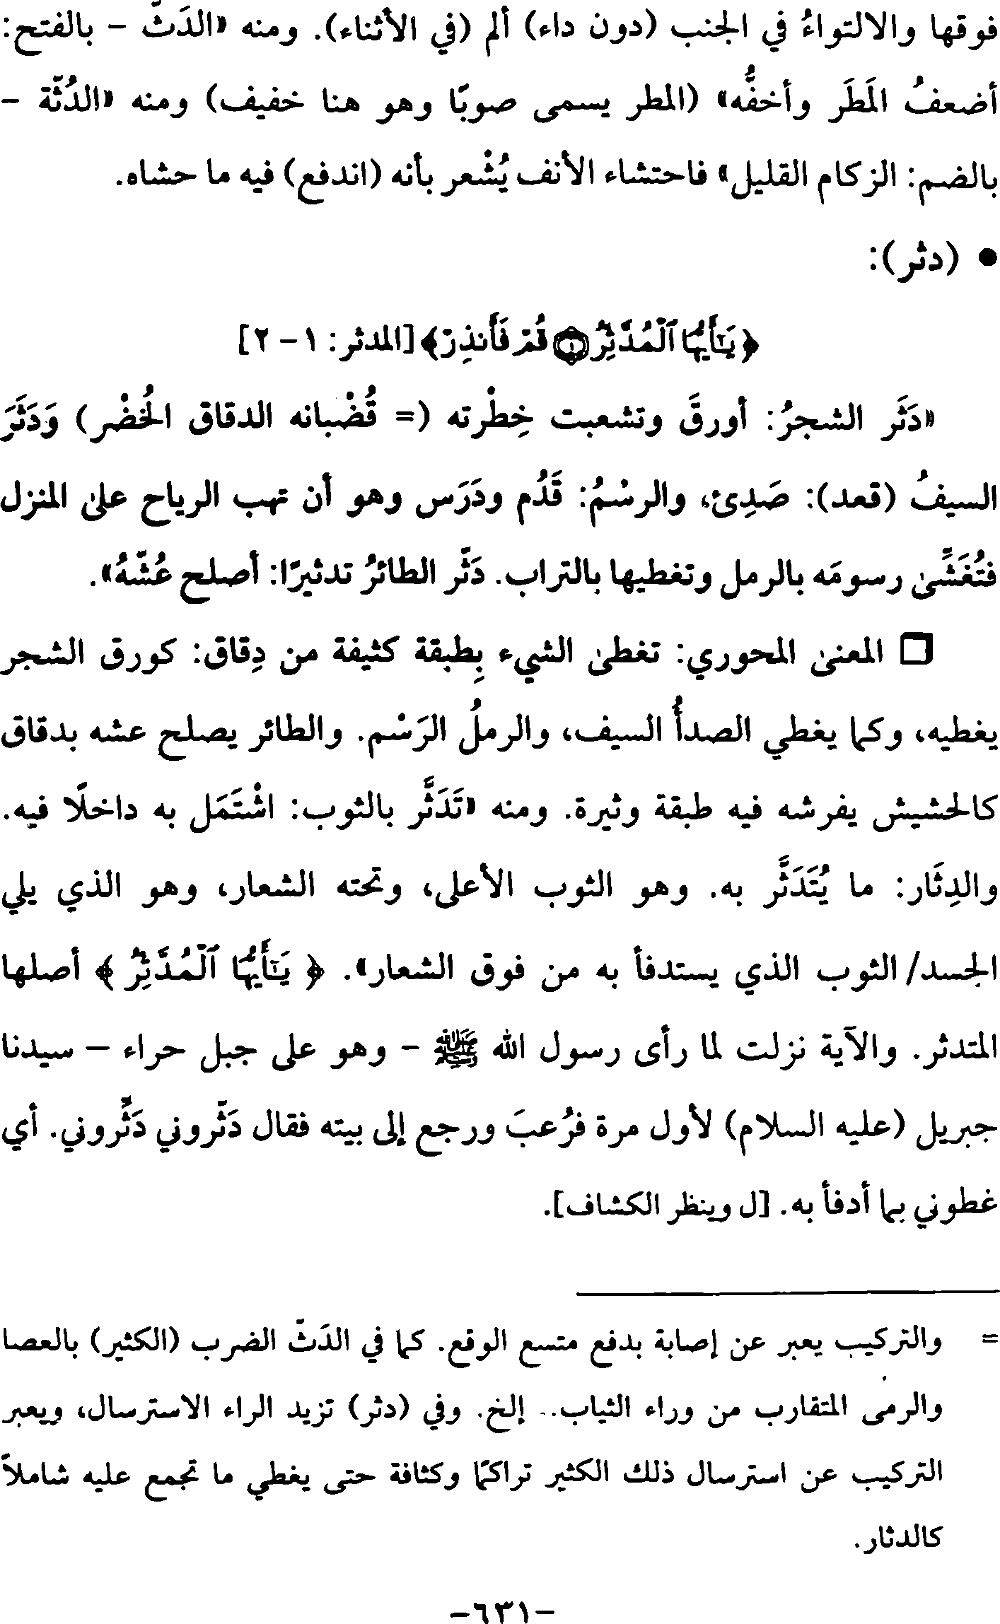 فوقها والالتواءُ في الجنب (دون داء) ألم (في الأثناء). ومنه «الدَثّ – بالفتح:
أضعفُ المَطَر وأخفُّه» (المطر يسمى صوبًا وهو هنا خفيف) ومنه «الدُثّة –
بالضم: الزكام القليل» فاحتشاء الأنف يُشْعر بأنه (اندفع) فيه ما حشاه.
• (دثر):
﴿يَٰٓأَيُّهَا ٱلْمُدَّثِّرُ ۝١ قُمْ فَأَنذِرْ﴾ [المدثر: ١ – ٢]
«دَثَر الشجرُ: أورقَ وتشعبت خِطْرته (= قُضْبانه الدقاق الخُضْر) وَدَثَرَ
السيفُ (قعد): صَدِئ، والرسْمُ: قَدُم ودَرَس وهو أن تهب الرياح على المنزل
فتُغَشِّىٰ رسومَه بالرمل وتغطيها بالتراب. دَثّر الطائرُ تدثيرًا: أصلح عُشّهُ».
❒ المعنى المحوري: تغطى الشيء بِطبقة كثيفة من دِقاق: كورق الشجر
يغطيه، وكما يغطي الصدأُ السيف، والرملُ الرَسْم. والطائر يصلح عشه بدقاق
كالحشيش يفرشه فيه طبقة وثيرة. ومنه «تَدَثَّر بالثوب: اشْتَمَل به داخلًا فيه.
والدِثَار: ما يُتَدَثَّر به. وهو الثوب الأعلى، وتحته الشعار، وهو الذي يلي
الجسد/ الثوب الذي يستدفأ به من فوق الشعار». ﴿ يَٰٓأَيُّهَا ٱلْمُدَّثِّرُ ﴾ أصلها
المتدثر. والآية نزلت لما رأى رسول الله ﷺ – وهو على جبل حراء – سيدنا
جبريل (عليه السلام) لأول مرة فرُعبَ ورجع إلى بيته فقال دَثّروني دَثِّروني. أي
غطوني بما أدفأ به. [ل وينظر الكشاف].
= والتركيب يعبر عن إصابة بدفع متسع الوقع. كما في الدَثّ الضرب (الكثير) بالعصا
والرمى المتقارب من وراء الثياب.. إلخ. وفي (دثر) تزيد الراء الاسترسال، ويعبر
التركيب عن استرسال ذلك الكثير تراكمًا وكثافة حتى يغطي ما تجمع عليه شاملاً
كالدثار.
-٦٣١-